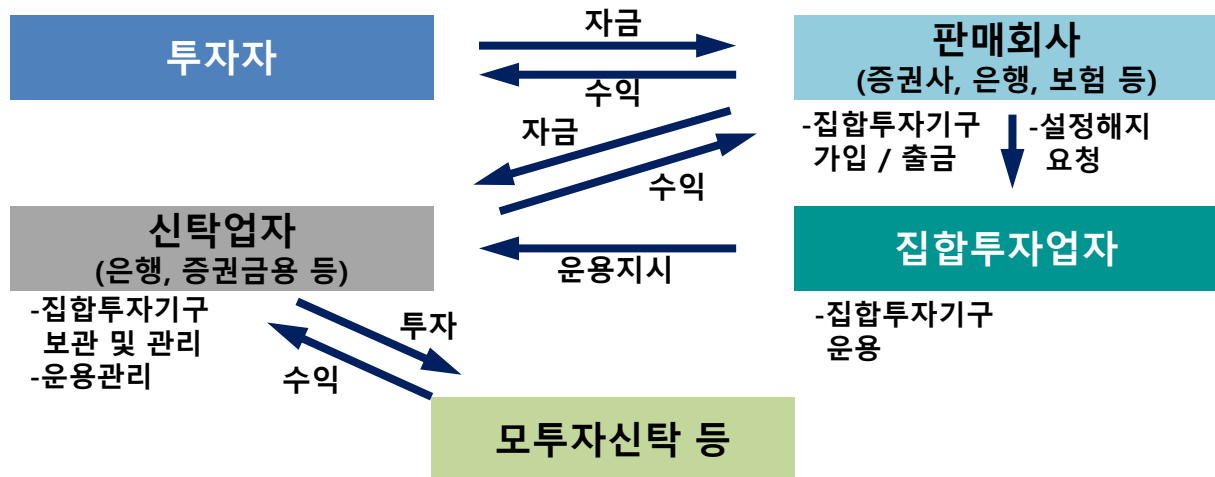 투자자
자금
수익
판매회사
(증권사, 은행, 보험 등)
자금
수익
-집합투자기구
가입 / 출금
-설정해지
요청
신탁업자
(은행, 증권금용 등)
운용지시
집합투자업자
-집합투자기구
보관 및 관리
-운용관리
투자
수익
-집합투자기구
운용
모투자신탁 등